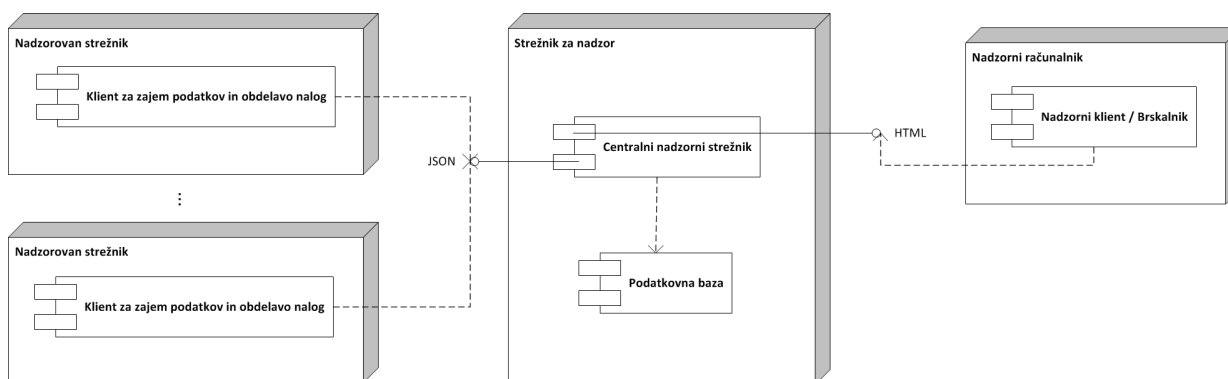 Nadzorovan strežnik
Klient za zajem podatkov in obdelavo nalog
⋮
Nadzorovan strežnik
Klient za zajem podatkov in obdelavo nalog
JSON
Strežnik za nadzor
Centralni nadzorni strežnik
Podatkovna baza
HTML
Nadzorni računalnik
Nadzorni klient / Brskalnik